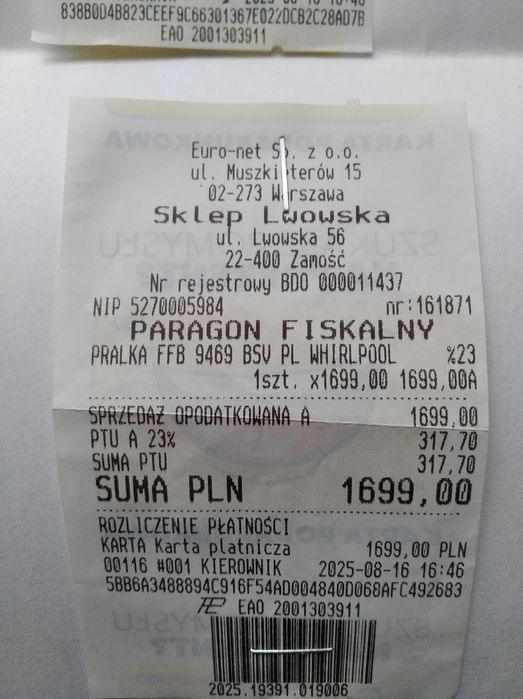 838B0D4B823CEEF9C66301367E022DCB2C28AD7B
EAO 2001303911
Euro-net Sp. z o.o.
ul. Muszkieterów 15
02-273 Warszawa
Sklep Lwowska
ul. Lwowska 56
22-400 Zamość
Nr rejestrowy BDO 000011437
NIP 5270005984 nr:161871
PARAGON FISKALNY
PRALKA FFB 9469 BSV PL WHIRLPOOL %23
1szt. x1699,00 1699,00A
SPRZEDAŻ OPODATKOWANA A 1699,00
PTU A 23% 317,70
SUMA PTU 317,70
SUMA PLN 1699,00
ROZLICZENIE PŁATNOŚCI
KARTA Karta płatnicza 1699,00 PLN
00116 #001 KIEROWNIK 2025-08-16 16:46
5BB6A3488894C916F54AD004840D068AFC492683
EAO 2001303911
2025.19391.019006